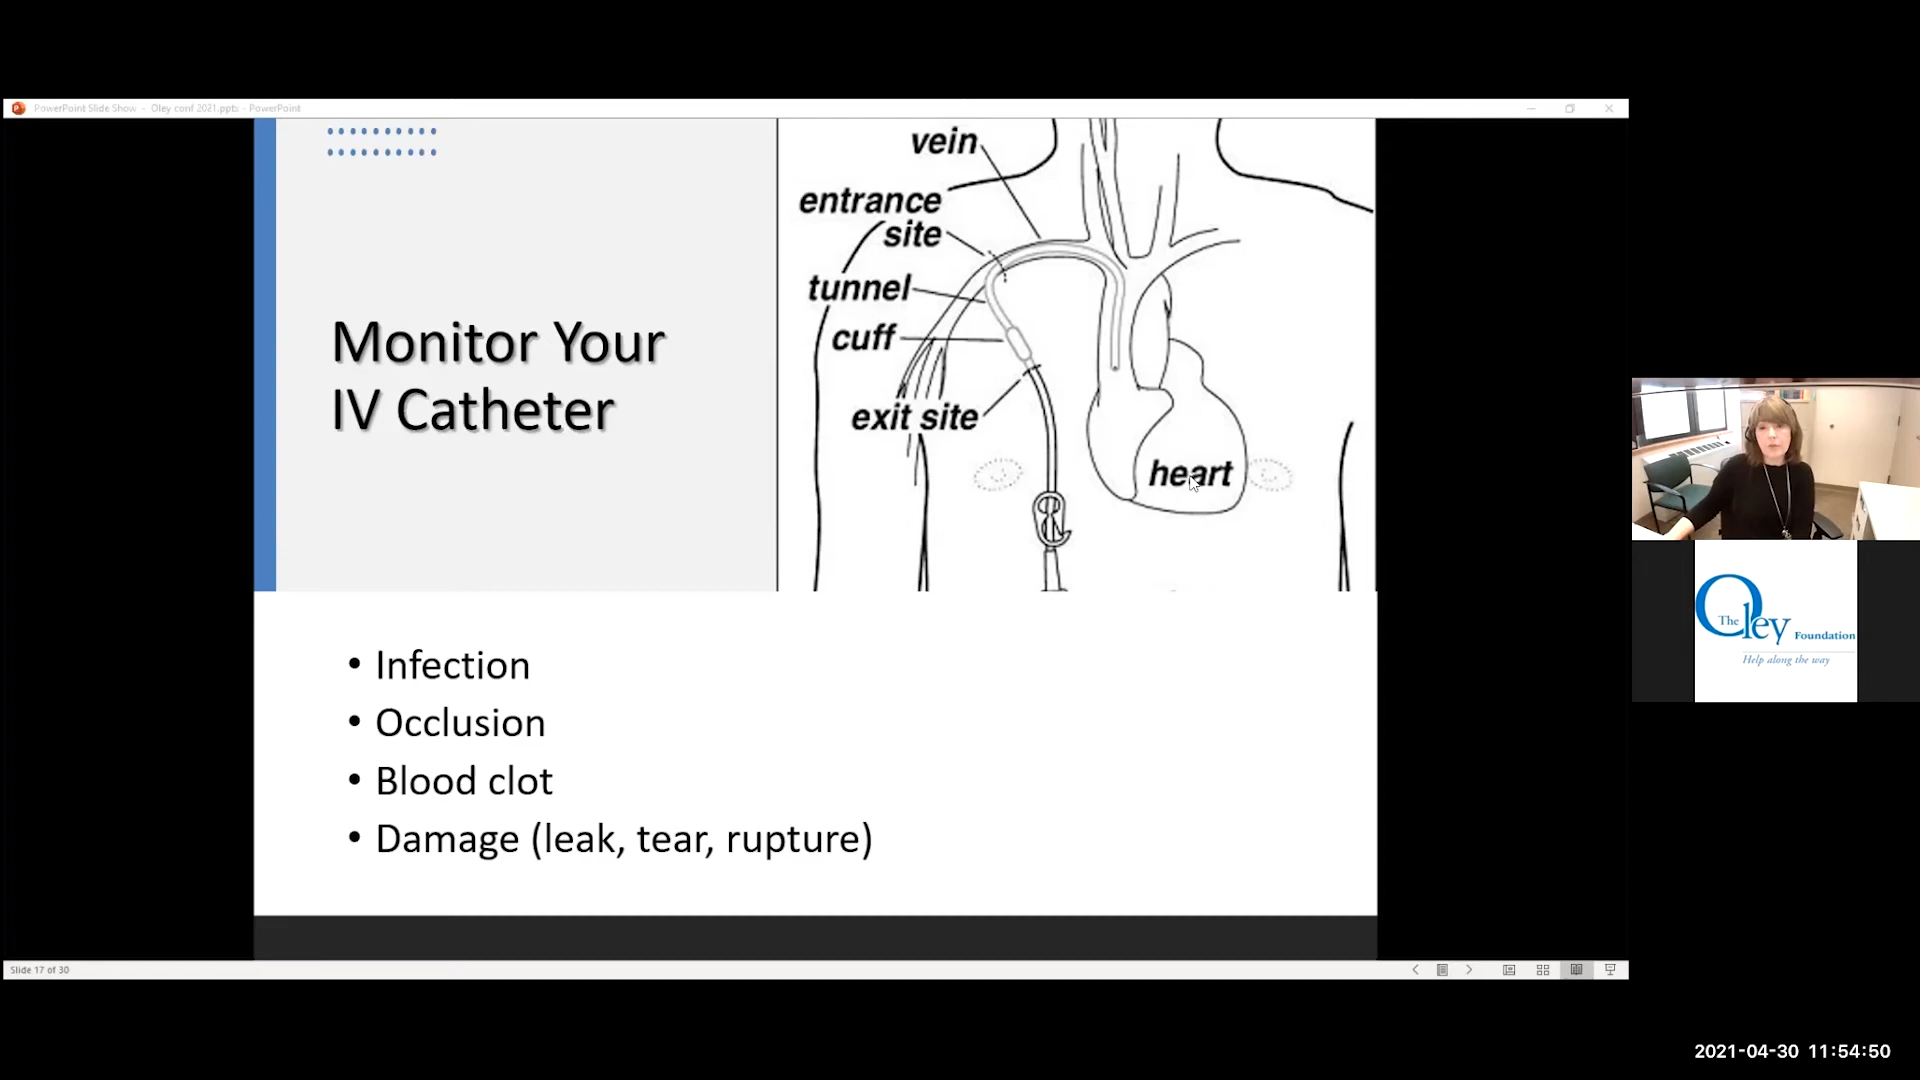 PowerPoint Slide Show - Oley conf 2021.pptx - PowerPoint
Monitor Your
IV Catheter
vein
entrance
site
tunnel
cuff
exit site
heart
• Infection
• Occlusion
• Blood clot
• Damage (leak, tear, rupture)
The Oley Foundation
Help along the way
Slide 17 of 30
2021-04-30 11:54:50